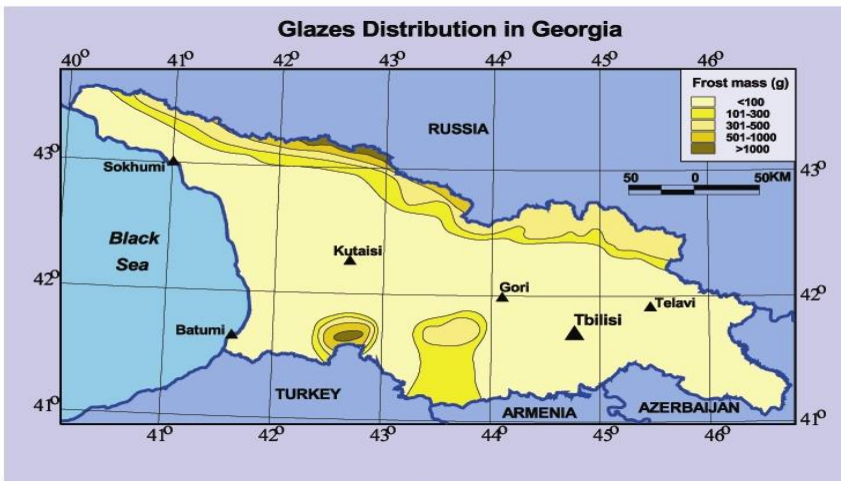 Glazes Distribution in Georgia
40° 41° 42° 43° 44° 45° 46°
Frost mass (g)
<100
101-300
301-500
501-1000
>1000
RUSSIA
43° 43°
Sokhumi
50 0 50KM
Black
Sea
Kutaisi
42° 42°
Gori
Telavi
Batumi
Tbilisi
TURKEY
ARMENIA
AZERBAIJAN
41° 41°
41° 42° 43° 44° 45° 46°